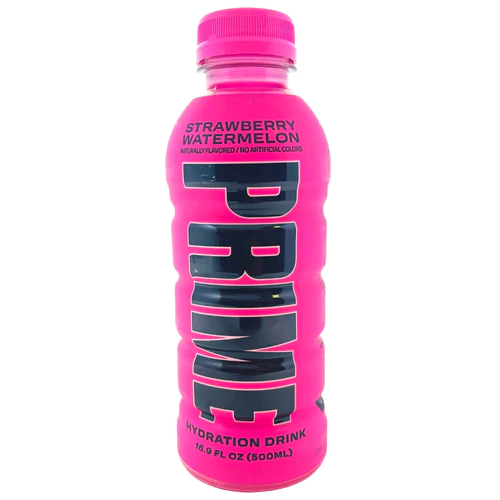 STRAWBERRY
WATERMELON
NATURALLY FLAVORED / NO ARTIFICIAL COLORS
PRIME
HYDRATION DRINK
16.9 FL OZ (500ML)